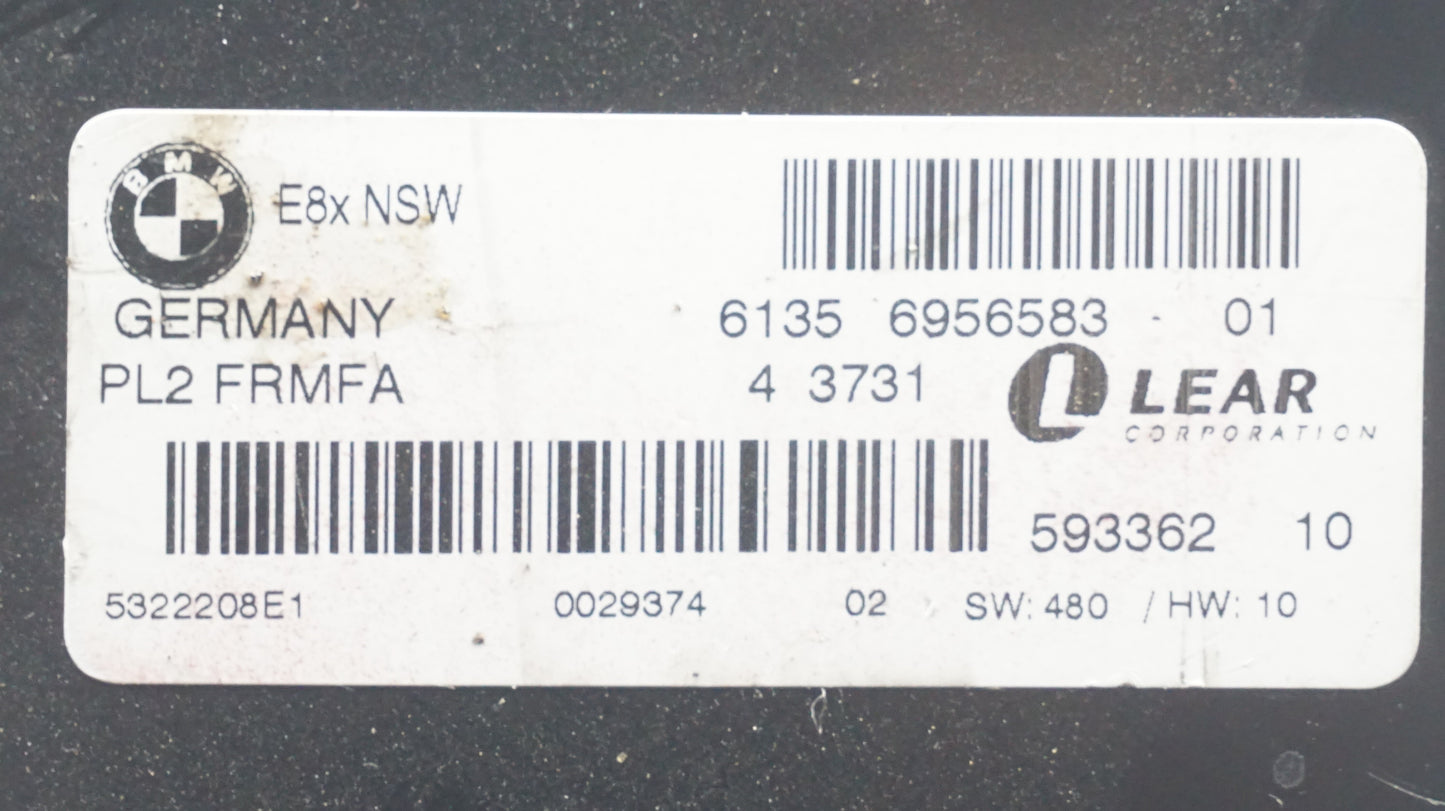 BMW
E8x NSW
GERMANY
6135 6956583 - 01
PL2 FRMFA
4 3731
LEAR
CORPORATION
593362 10
5322208E1 0029374 02 SW: 480 / HW: 10